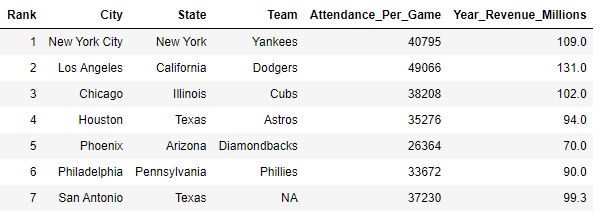 Rank City State Team Attendance_Per_Game Year_Revenue_Millions
1 New York City New York Yankees 40795 109.0
2 Los Angeles California Dodgers 49066 131.0
3 Chicago Illinois Cubs 38208 102.0
4 Houston Texas Astros 35276 94.0
5 Phoenix Arizona Diamondbacks 26364 70.0
6 Philadelphia Pennsylvania Phillies 33672 90.0
7 San Antonio Texas NA 37230 99.3